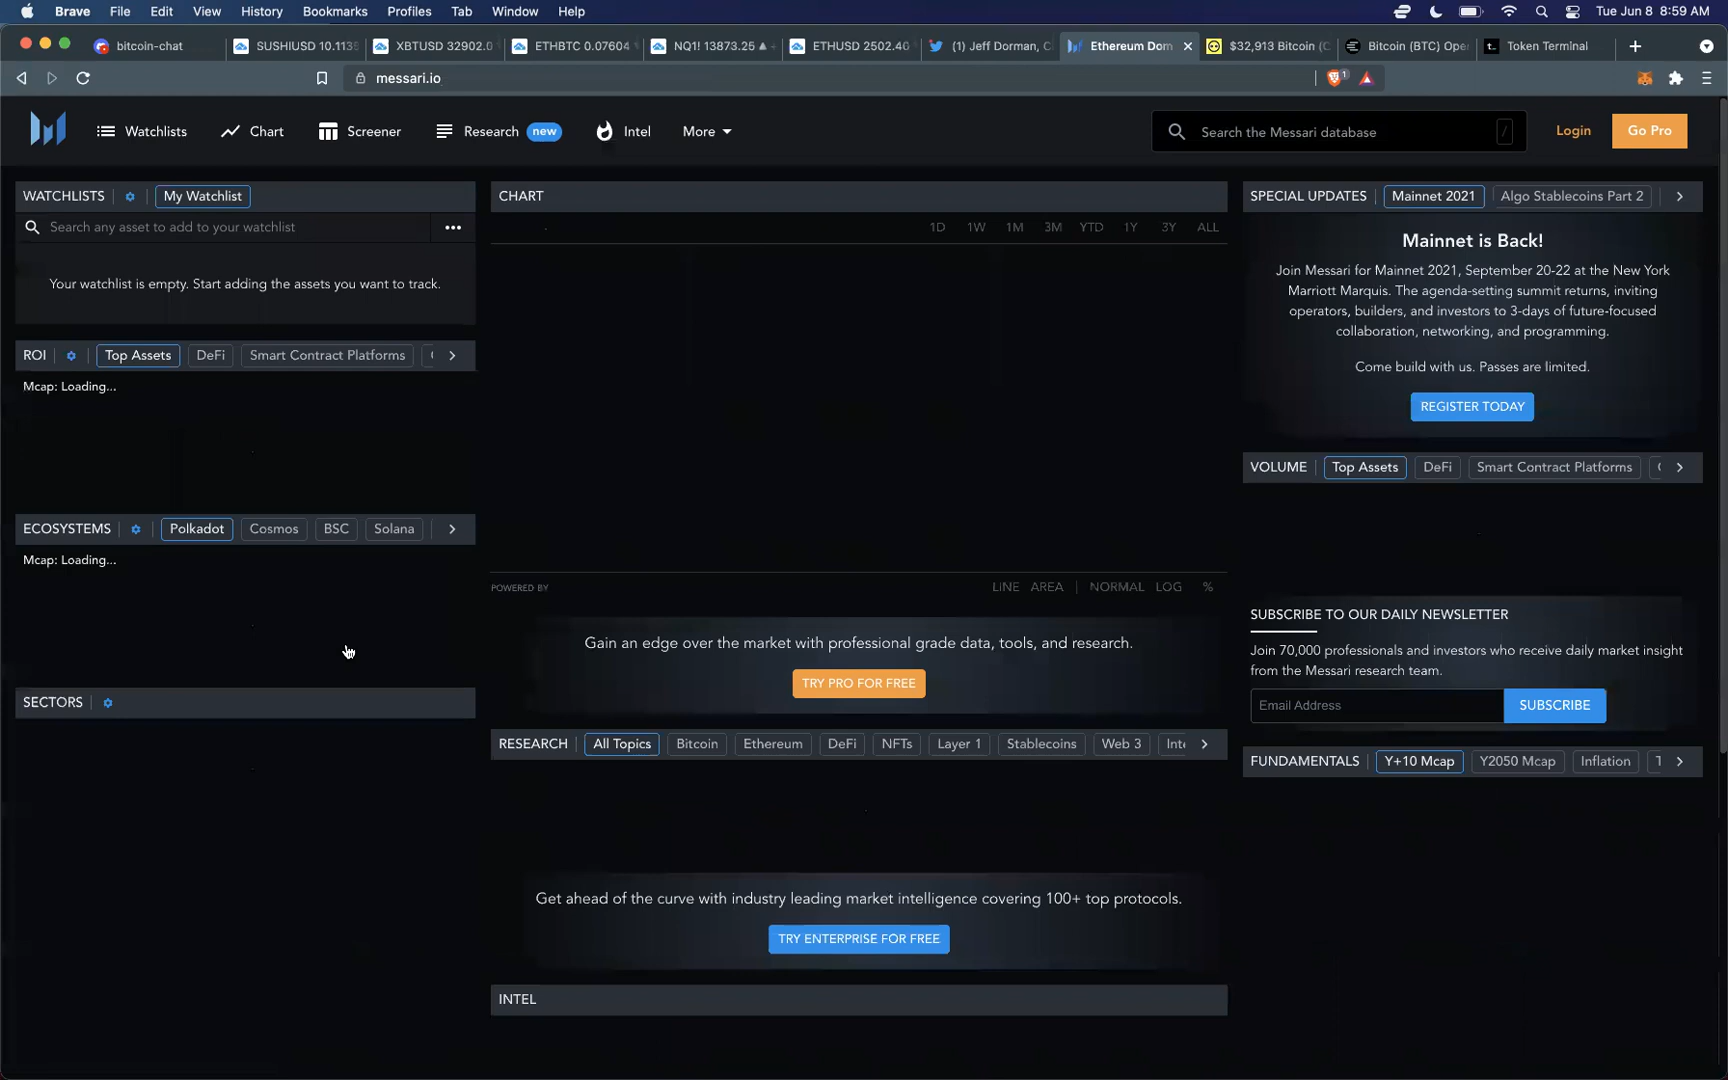 Brave File Edit View History Bookmarks Profiles Tab Window Help Tue Jun 8 8:59 AM
bitcoin-chat SUSHIUSD 10.113 XBTUSD 32902.0 ETHBTC 0.07604 NQ1! 13873.25 ETHUSD 2502.40 (1) Jeff Dorman, C Ethereum Dom $32,913 Bitcoin (C Bitcoin (BTC) Ope Token Terminal
messari.io 1
Watchlists Chart Screener Research new Intel More Search the Messari database / Login Go Pro
WATCHLISTS My Watchlist
Search any asset to add to your watchlist
Your watchlist is empty. Start adding the assets you want to track.
ROI Top Assets DeFi Smart Contract Platforms
Mcap: Loading...
ECOSYSTEMS Polkadot Cosmos BSC Solana
Mcap: Loading...
SECTORS
CHART
1D 1W 1M 3M YTD 1Y 3Y ALL
POWERED BY LINE AREA | NORMAL LOG %
Gain an edge over the market with professional grade data, tools, and research.
TRY PRO FOR FREE
RESEARCH All Topics Bitcoin Ethereum DeFi NFTs Layer 1 Stablecoins Web 3 Inte
Get ahead of the curve with industry leading market intelligence covering 100+ top protocols.
TRY ENTERPRISE FOR FREE
INTEL
SPECIAL UPDATES Mainnet 2021 Algo Stablecoins Part 2
Mainnet is Back!
Join Messari for Mainnet 2021, September 20-22 at the New York
Marriott Marquis. The agenda-setting summit returns, inviting
operators, builders, and investors to 3-days of future-focused
collaboration, networking, and programming.
Come build with us. Passes are limited.
REGISTER TODAY
VOLUME Top Assets DeFi Smart Contract Platforms
SUBSCRIBE TO OUR DAILY NEWSLETTER
Join 70,000 professionals and investors who receive daily market insight
from the Messari research team.
Email Address SUBSCRIBE
FUNDAMENTALS Y+10 Mcap Y2050 Mcap Inflation